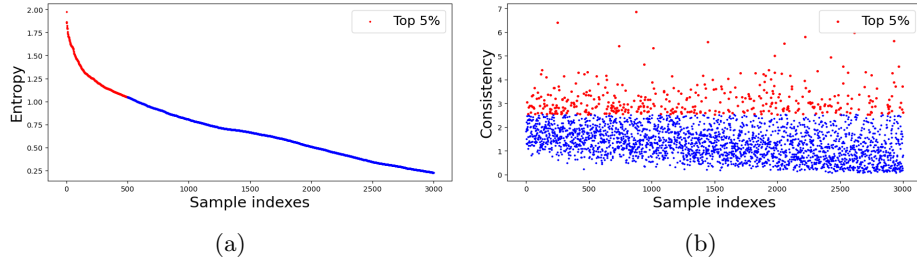 2.00
1.75
1.50
1.25
1.00
0.75
0.50
0.25
Entropy
Top 5%
0 500 1000 1500 2000 2500 3000
Sample indexes
(a)
7
6
5
4
3
2
1
0
Consistency
Top 5%
0 500 1000 1500 2000 2500 3000
Sample indexes
(b)